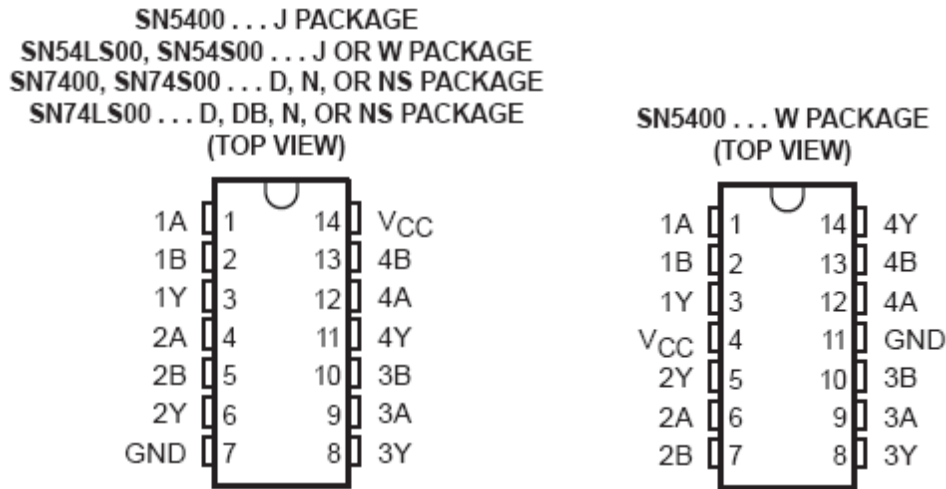 SN5400 . . . J PACKAGE
SN54LS00, SN54S00 . . . J OR W PACKAGE
SN7400, SN74S00 . . . D, N, OR NS PACKAGE
SN74LS00 . . . D, DB, N, OR NS PACKAGE
(TOP VIEW)
1A 1 14 VCC
1B 2 13 4B
1Y 3 12 4A
2A 4 11 4Y
2B 5 10 3B
2Y 6 9 3A
GND 7 8 3Y
SN5400 . . . W PACKAGE
(TOP VIEW)
1A 1 14 4Y
1B 2 13 4B
1Y 3 12 4A
VCC 4 11 GND
2Y 5 10 3B
2A 6 9 3A
2B 7 8 3Y